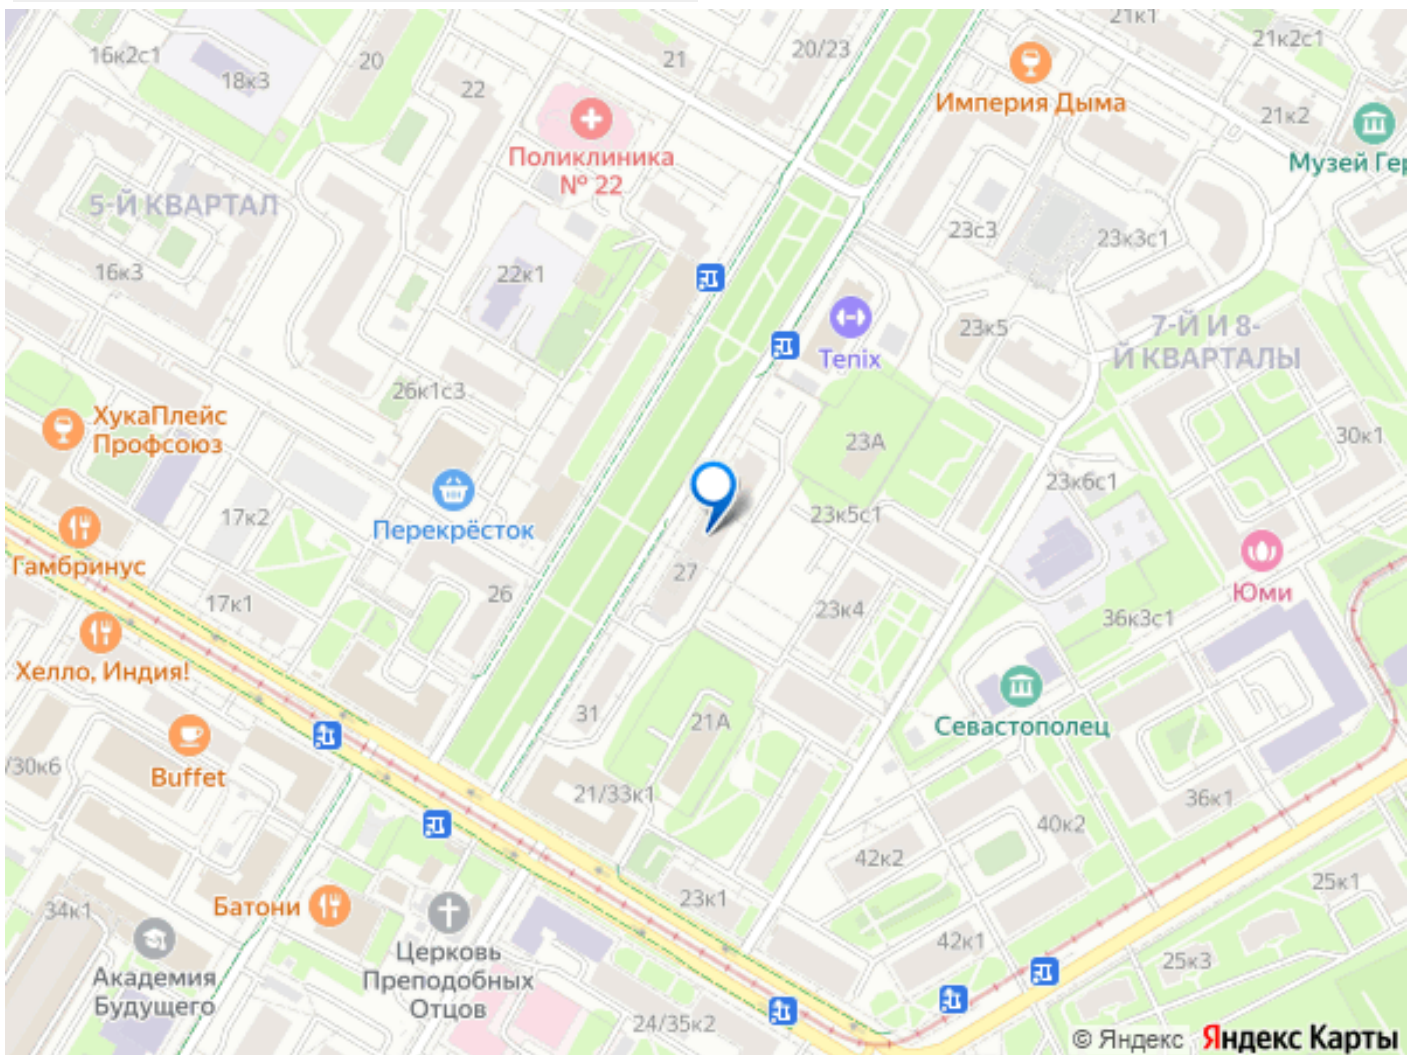 21к1
16к2с1
20
21
20/23
21к2с1
18к3
22
Империя Дыма
21к2
Поликлиника
№ 22
Музей Гер
5-Й КВАРТАЛ
23с3
23к3с1
16к3
22к1
23к5
7-Й И 8-
Й КВАРТАЛЫ
Tenix
26к1с3
ХукаПлейс
Профсоюз
23А
30к1
23к6с1
17к2
Перекрёсток
23к5с1
Гамбринус
27
Юми
17к1
26
23к4
36к3с1
Хелло, Индия!
31
21А
Севастополец
/30к6
Buffet
21/33к1
36к1
40к2
42к2
25к1
Батони
23к1
34к1
42к1
Церковь
Преподобных
Отцов
25к3
Академия
Будущего
24/35к2
© Яндекс Яндекс Карты